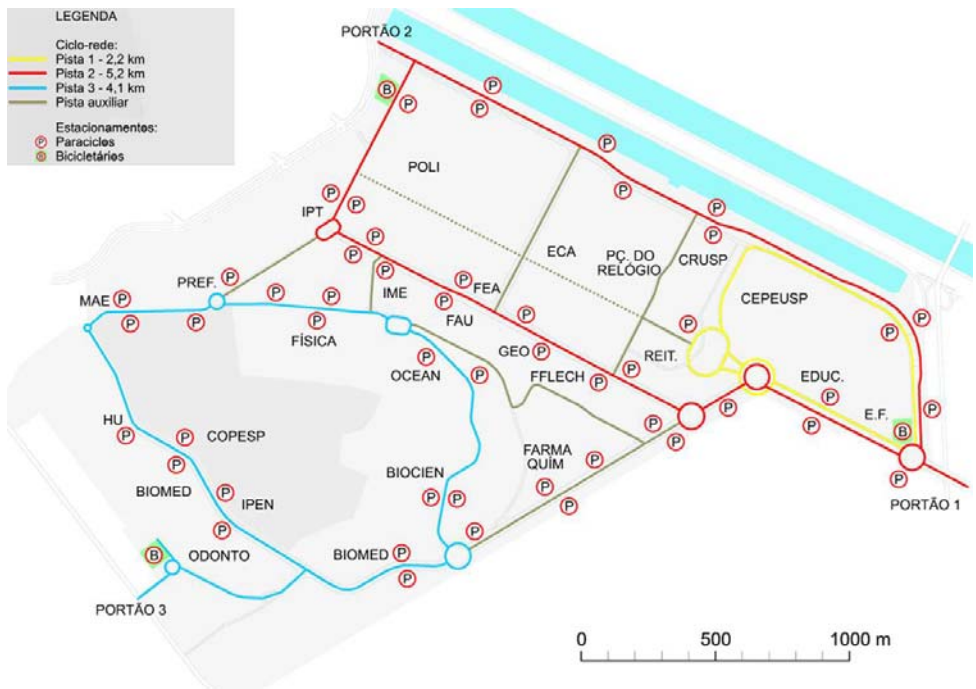 LEGENDA
Ciclo-rede:
Pista 1 - 2,2 km
Pista 2 - 5,2 km
Pista 3 - 4,1 km
Pista auxiliar
Estacionamentos:
P Paraciclos
B Bicicletários
PORTÃO 2
B
P
P
P
P
P
POLI
P
P
P
P
IPT
P
P
P
ECA
PÇ. DO
RELÓGIO
CRUSP
PREF.
P
P
P
IME
P
FEA
CEPEUSP
MAE
P
P
P
P
FÍSICA
P
FAU
P
P
P
P
P
GEO
P
REIT.
OCEAN
P
P
FFLECH
P
P
EDUC.
P
P
P
HU
P
P
COPESP
P
P
P
E.F.
B
P
BIOMED
P
IPEN
P
P
BIOCIEN
P
P
FARMA
QUÍM
P
P
P
P
PORTÃO 1
B
ODONTO
BIOMED
P
P
P
PORTÃO 3
0
500
1000 m